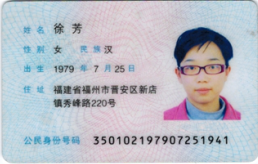 姓名 徐芳
性别 女 民族 汉
出生 1979 年 7 月 25 日
住址 福建省福州市晋安区新店
镇秀峰路220号
公民身份号码 350102197907251941